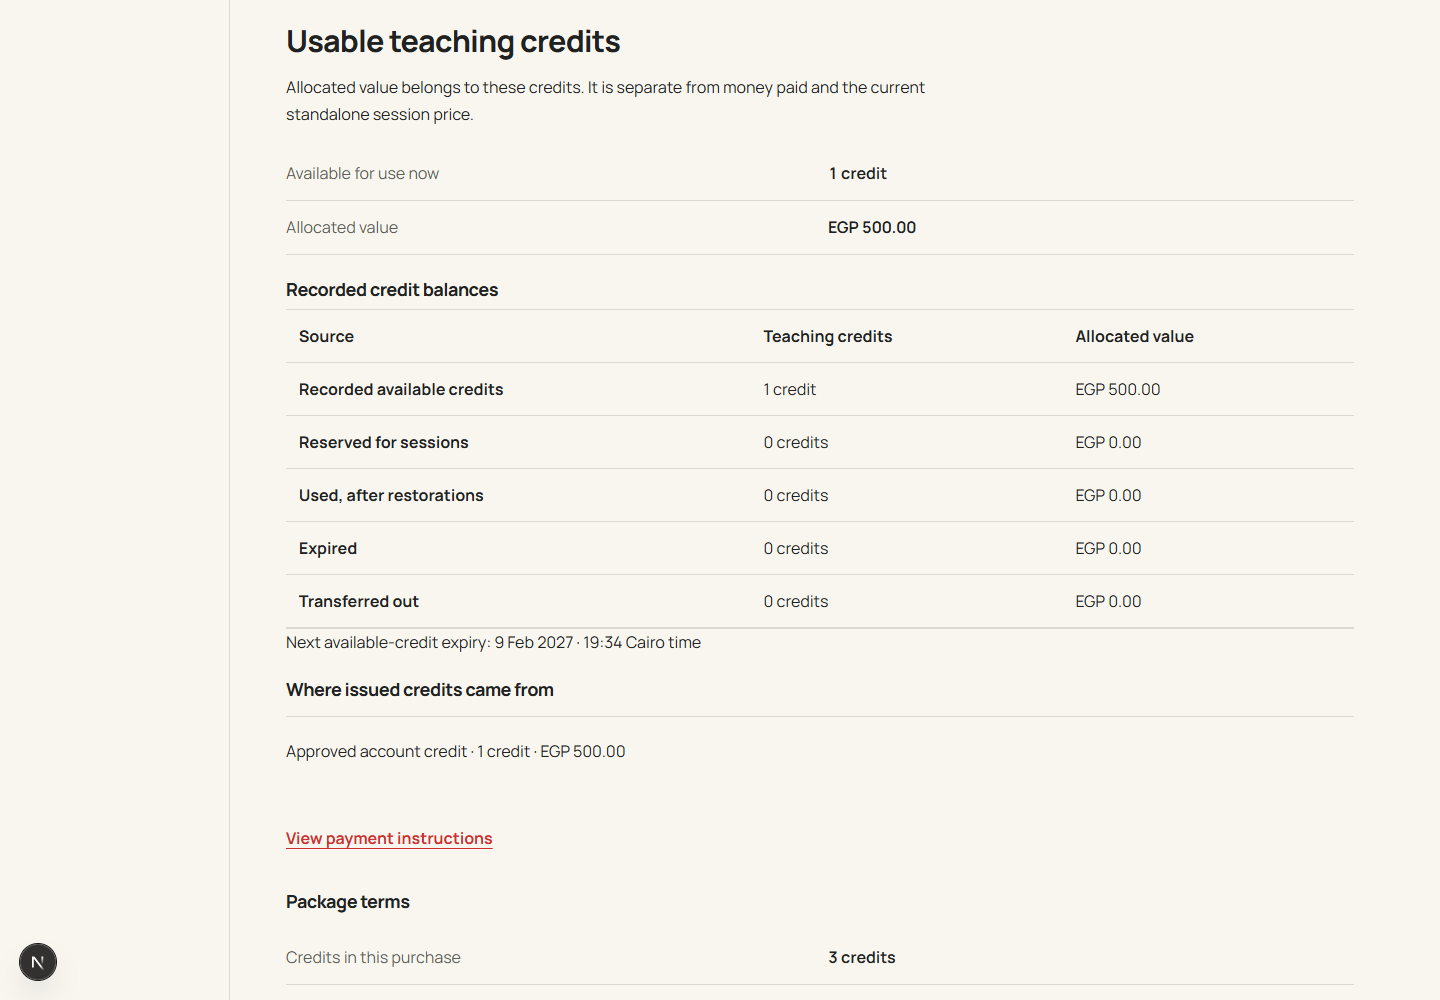 Usable teaching credits
Allocated value belongs to these credits. It is separate from money paid and the current
standalone session price.
Available for use now 1 credit
Allocated value EGP 500.00
Recorded credit balances
Source Teaching credits Allocated value
Recorded available credits 1 credit EGP 500.00
Reserved for sessions 0 credits EGP 0.00
Used, after restorations 0 credits EGP 0.00
Expired 0 credits EGP 0.00
Transferred out 0 credits EGP 0.00
Next available-credit expiry: 9 Feb 2027 · 19:34 Cairo time
Where issued credits came from
Approved account credit · 1 credit · EGP 500.00
View payment instructions
Package terms
N
Credits in this purchase 3 credits